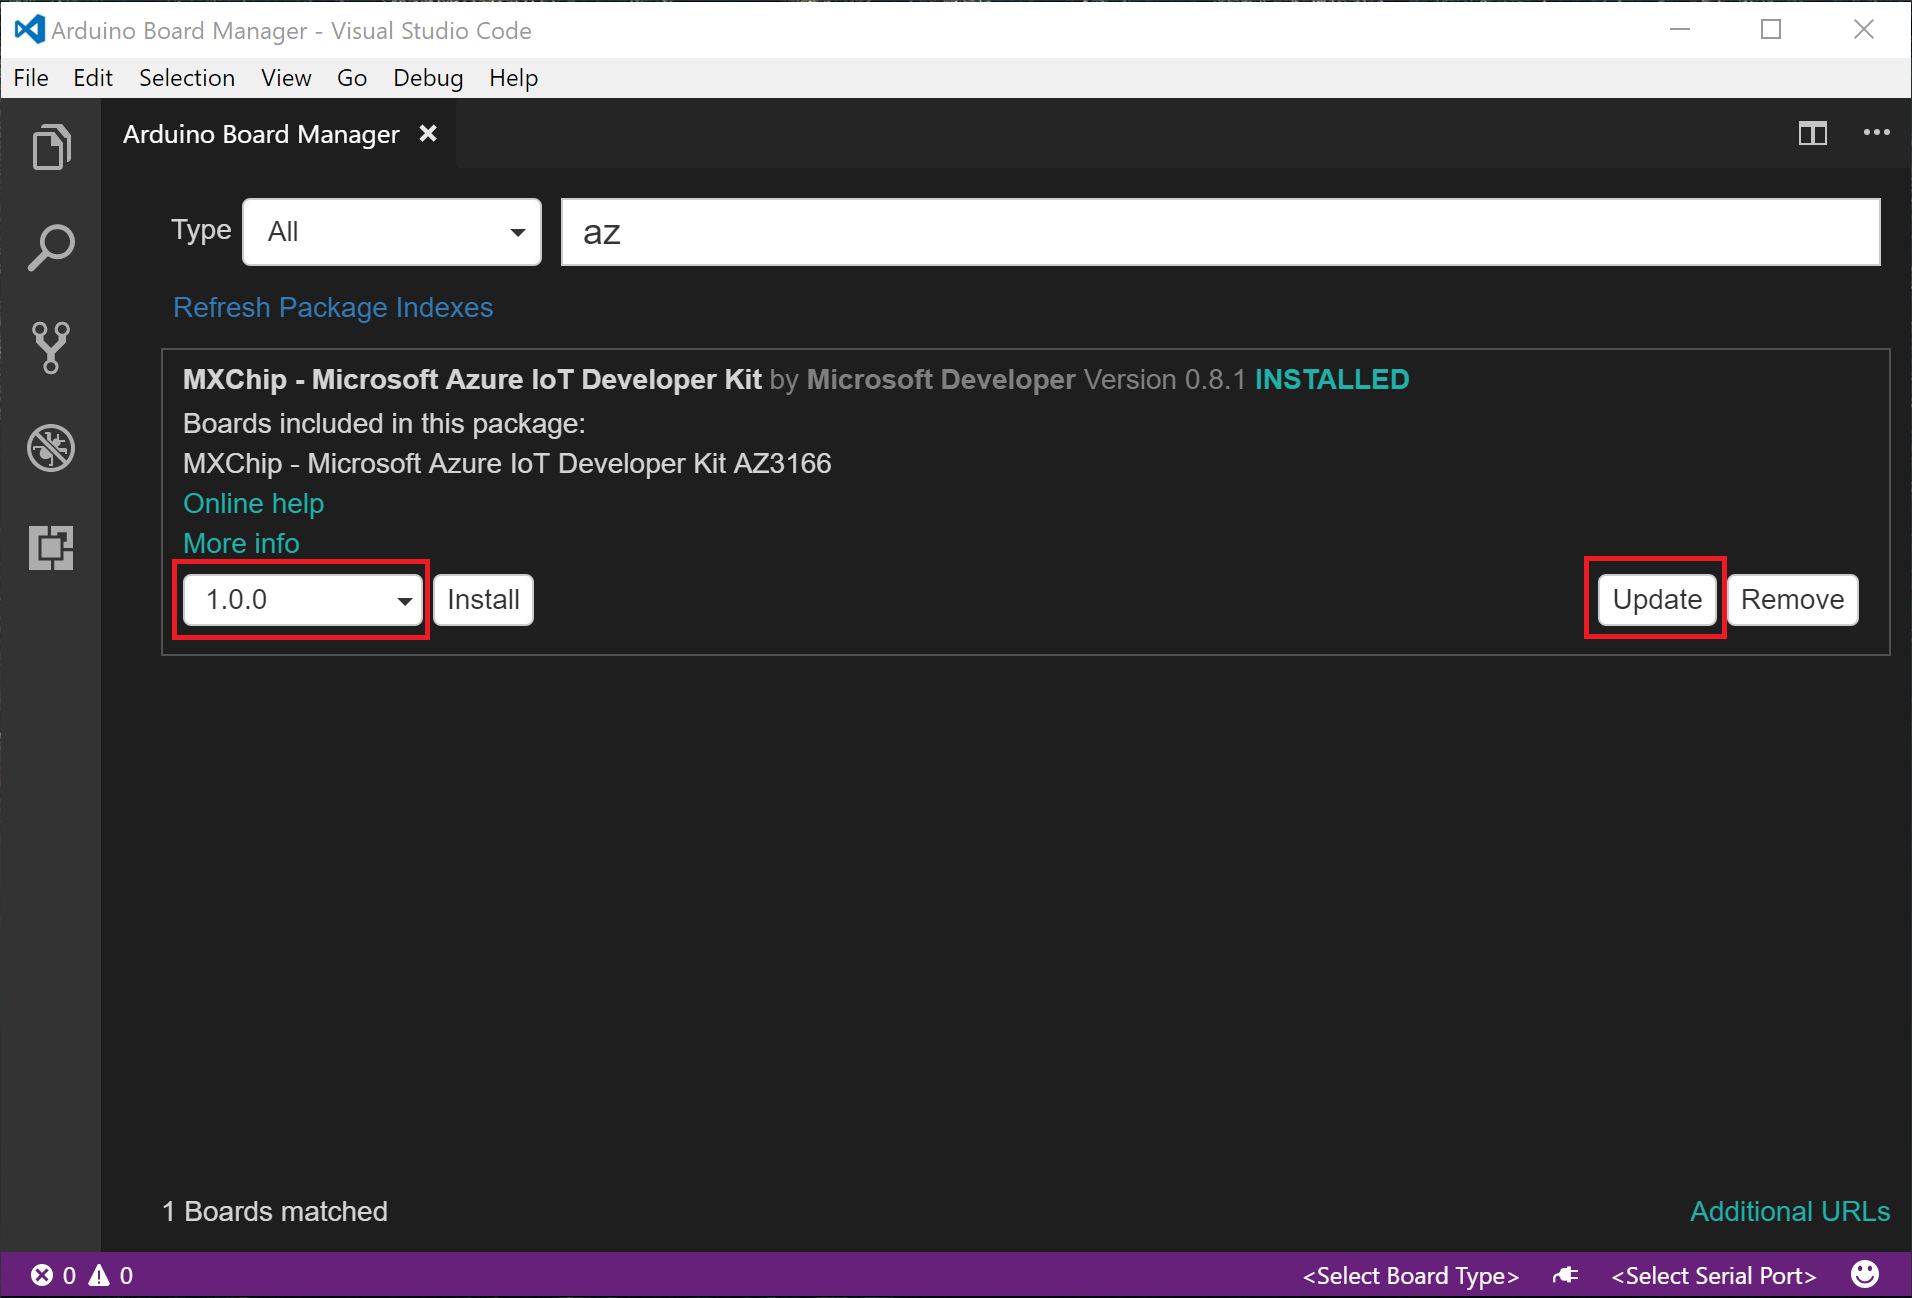 Arduino Board Manager - Visual Studio Code
File Edit Selection View Go Debug Help
Arduino Board Manager
Type All az
Refresh Package Indexes
MXChip - Microsoft Azure IoT Developer Kit by Microsoft Developer Version 0.8.1 INSTALLED
Boards included in this package:
MXChip - Microsoft Azure IoT Developer Kit AZ3166
Online help
More info
1.0.0 Install Update Remove
1 Boards matched Additional URLs
0 0 <Select Board Type> <Select Serial Port>